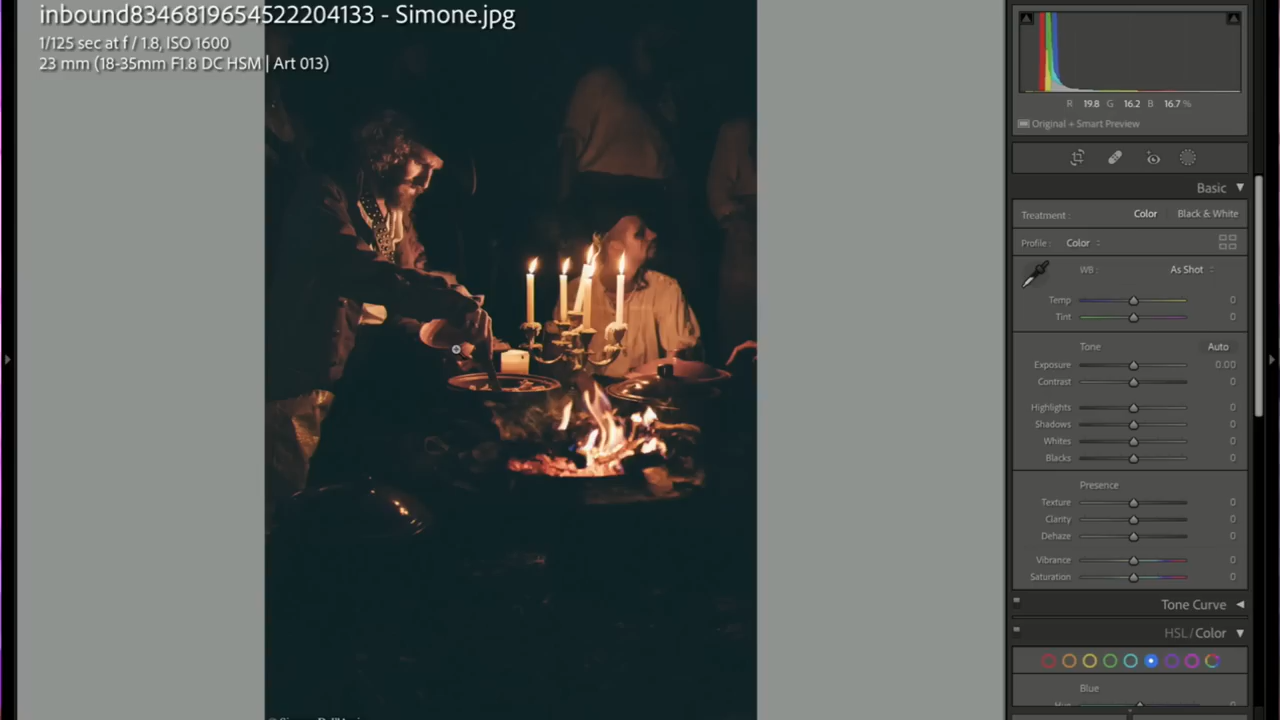 inbound8346819654522204133 - Simone.jpg
1/125 sec at f / 1.8, ISO 1600
23 mm (18-35mm F1.8 DC HSM | Art 013)
R 19.8 G 16.2 B 16.7 %
Original + Smart Preview
Basic
Treatment : Color Black & White
Profile : Color
WB : As Shot
Temp 0
Tint 0
Tone Auto
Exposure 0.00
Contrast 0
Highlights 0
Shadows 0
Whites 0
Blacks 0
Presence
Texture 0
Clarity 0
Dehaze 0
Vibrance 0
Saturation 0
Tone Curve
HSL / Color
Blue